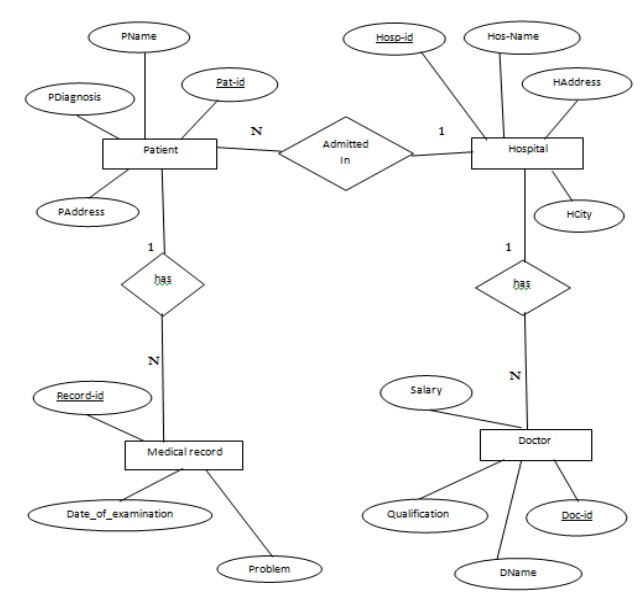 PName
Hosp-id
Hos-Name
Pat-id
HAddress
PDiagnosis
N
1
Admitted
In
Patient
Hospital
PAddress
HCity
1
1
has
has
N
N
Salary
Record-id
Doctor
Medical record
Date_of_examination
Qualification
Doc-id
Problem
DName